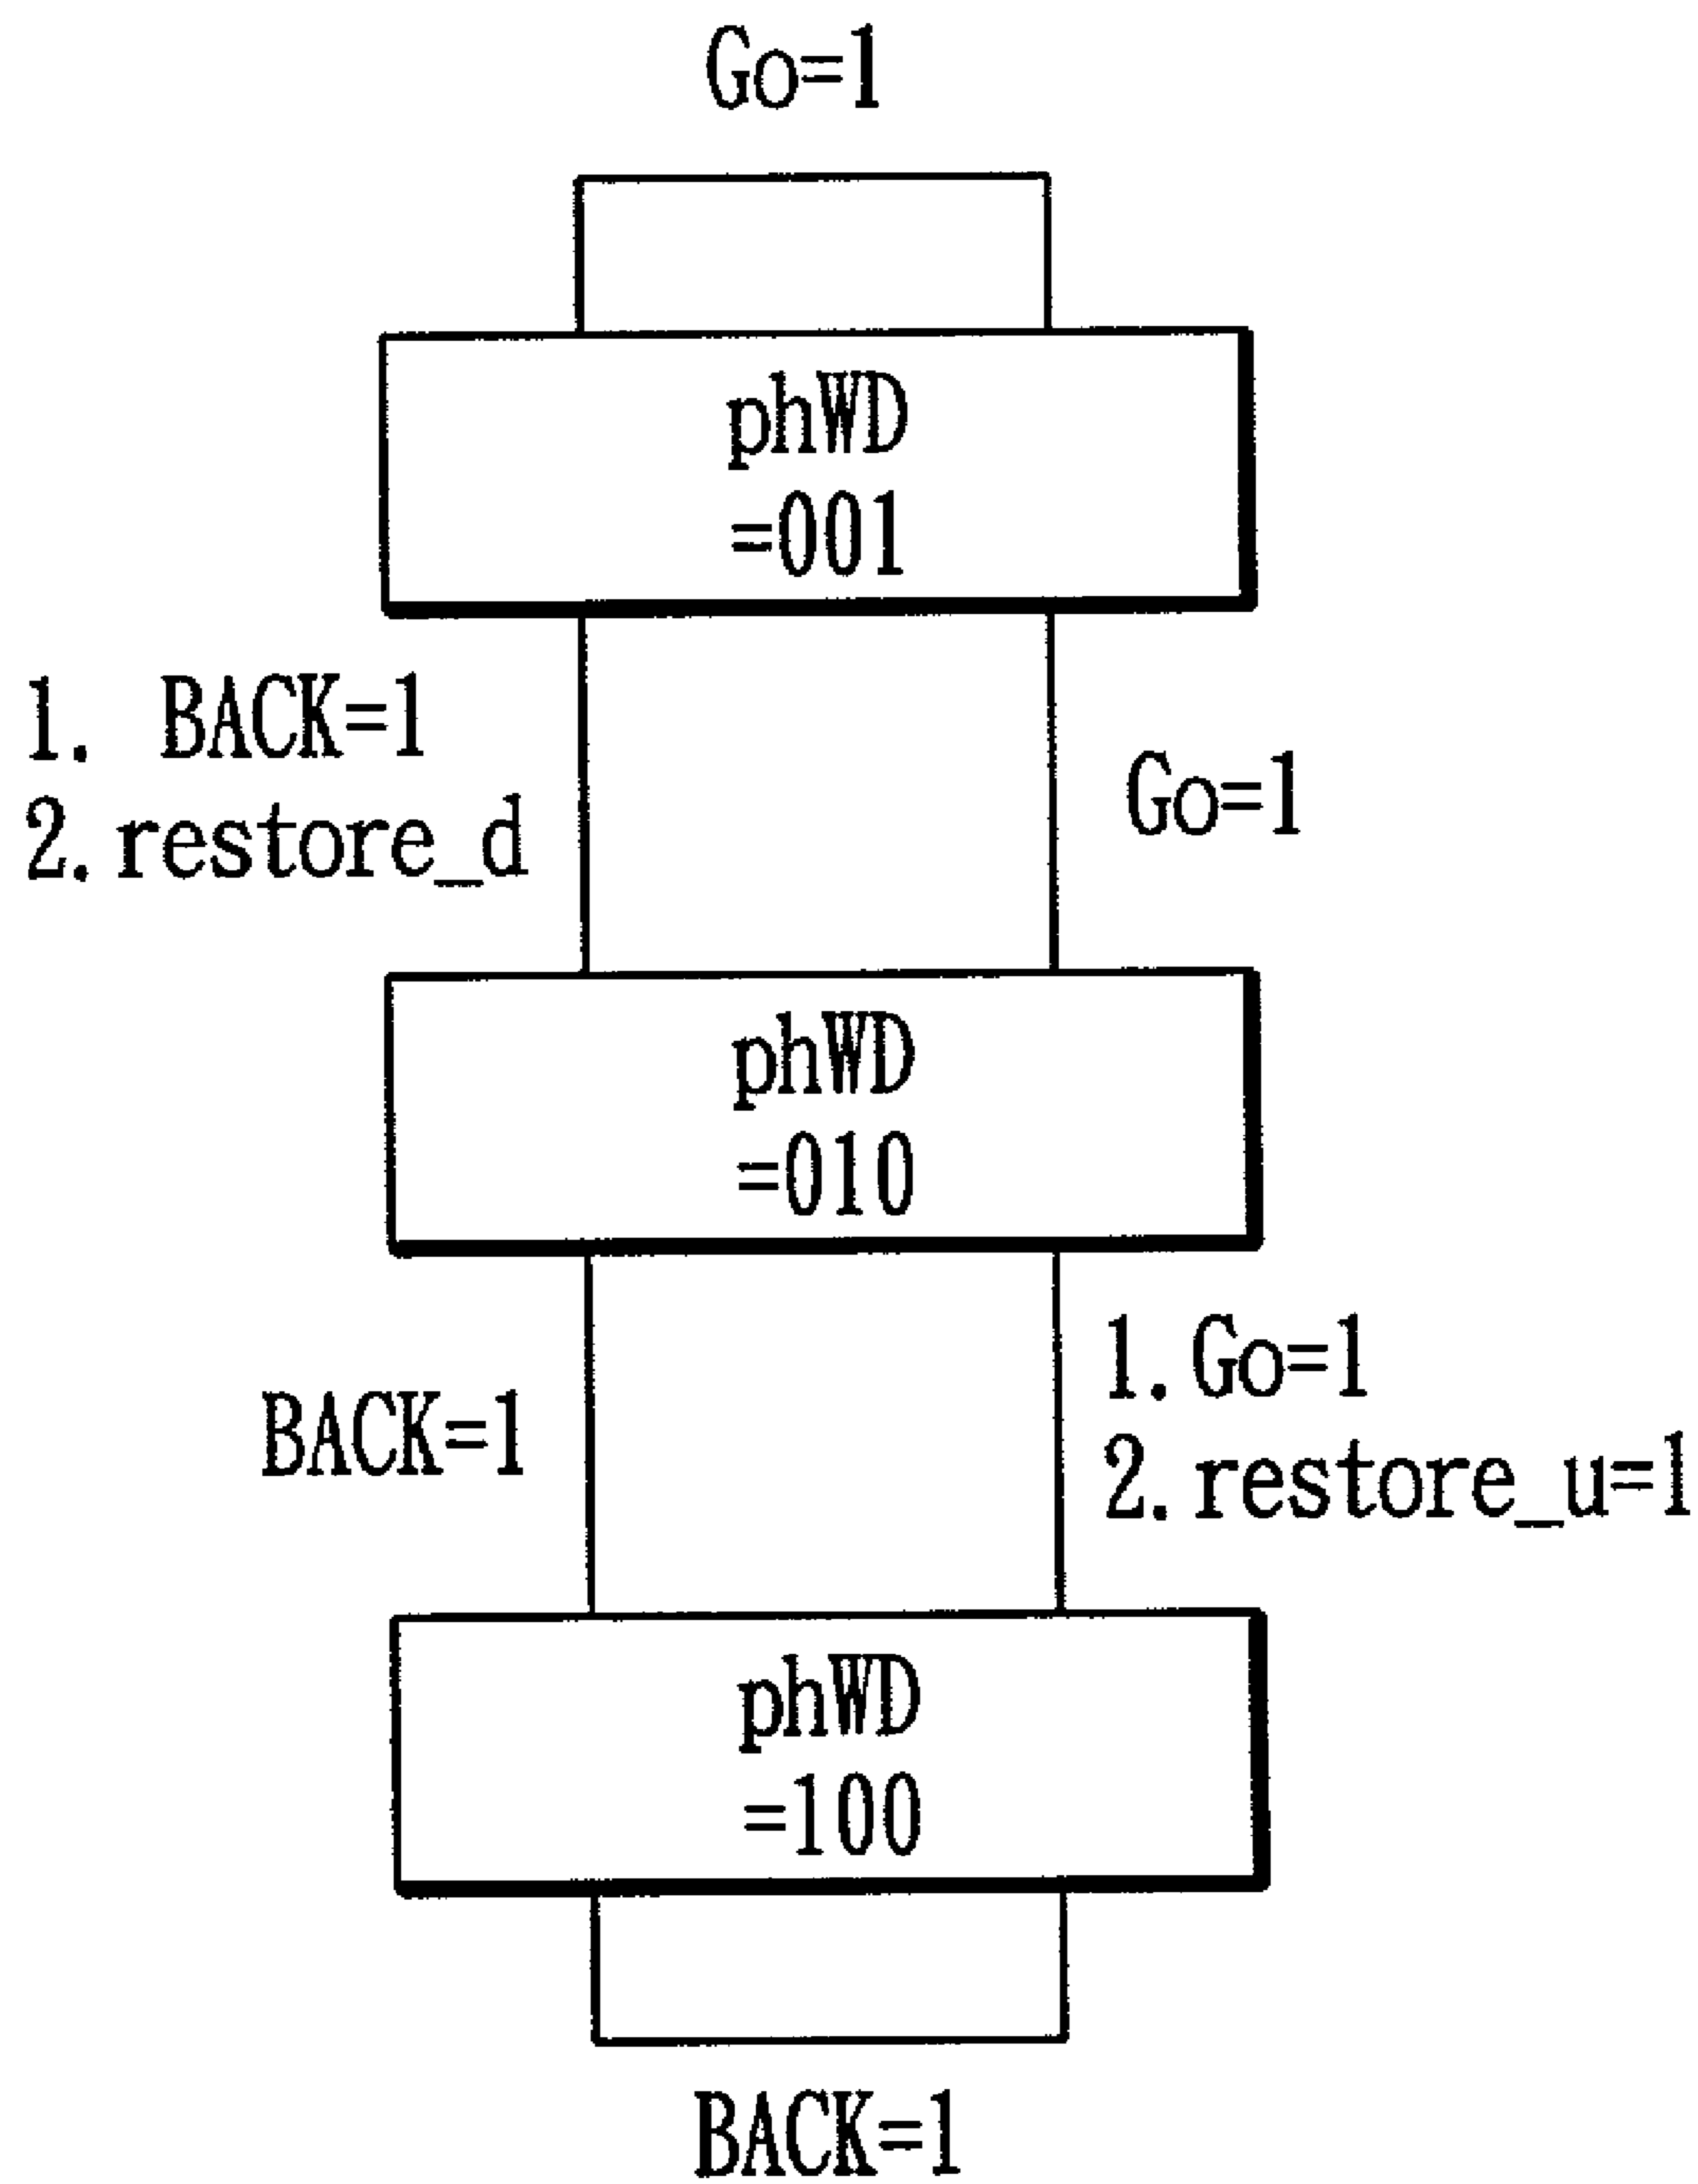 Go=1
phWD
=001
1. BACK=1
2.restore_d
Go=1
phWD
=010
BACK=1
1.Go=1
2.restore_u=1
phWD
=100
BACK=1